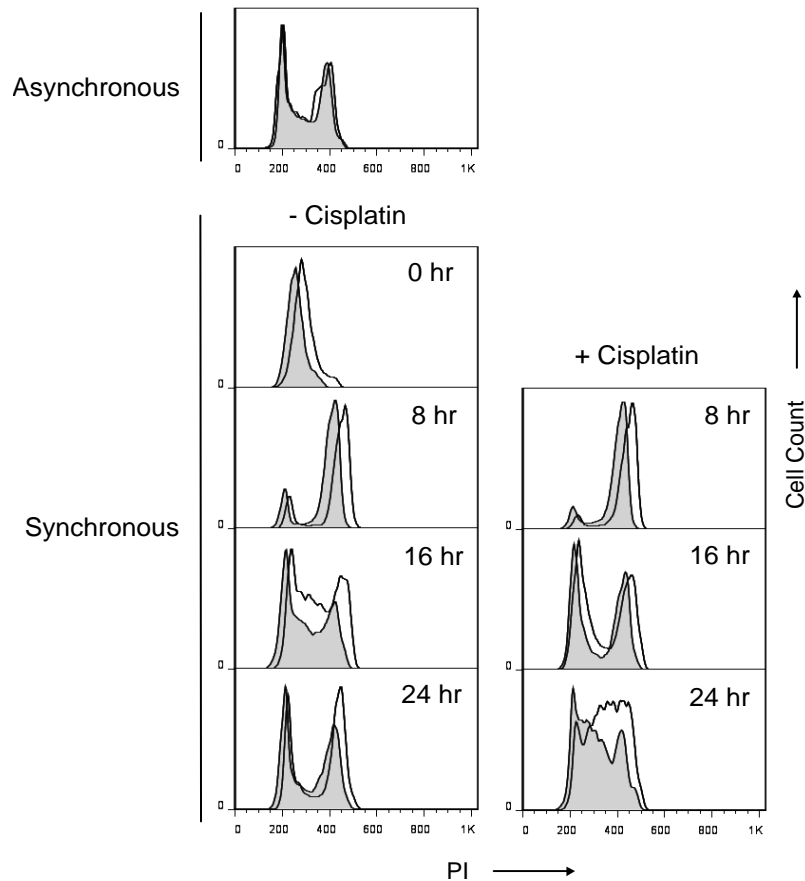 Asynchronous
0
0 200 400 600 800 1K
- Cisplatin
0 hr
0
+ Cisplatin
8 hr
0
8 hr
0
Synchronous
16 hr
0
16 hr
0
24 hr
0
24 hr
0
0 200 400 600 800 1K
0 200 400 600 800 1K
Cell Count
PI